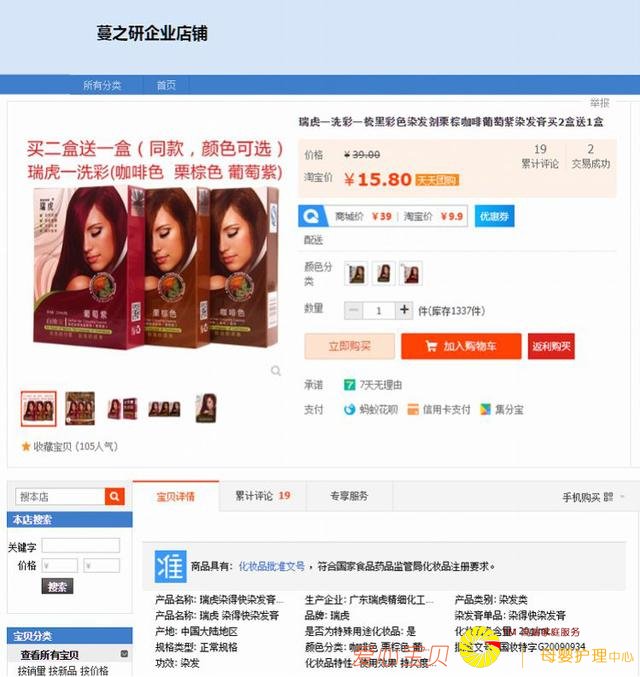 蔓之研企业店铺
所有分类 首页
举报
瑞虎一洗彩一梳黑彩色染发剂栗棕咖啡葡萄紫染发膏买2盒送1盒
买二盒送一盒(同款，颜色可选)
瑞虎一洗彩(咖啡色 栗棕色 葡萄紫)
瑞虎
葡萄紫 栗棕色 咖啡色
价格 ¥ 39.00
淘宝价 ¥ 15.80 天天团购
19 累计评论
2 交易成功
商城价 ¥ 39 淘宝价 ¥ 9.9 优惠券
配送
颜色分类
数量 - 1 + 件(库存1337件)
立即购买 加入购物车 返利购买
承诺 7 7天无理由
支付 蚂蚁花呗 信用卡支付 集分宝
收藏宝贝 (105人气)
搜本店
宝贝详情 累计评论 19 专享服务 手机购买
本店搜索
关键字
价格 ¥ ¥
搜索
准 商品具有: 化妆品批准文号 ，符合国家食品药品监管局化妆品注册要求。
产品名称: 瑞虎染得快染发膏... 生产企业: 广东瑞虎精细化工... 产品类别: 染发类
产品名称: 瑞虎 染得快染发膏 品牌: 瑞虎 染发膏单品: 染得快染发膏
产地: 中国大陆地区 是否为特殊用途化妆品: 是
规格类型: 正常规格 颜色分类: 咖啡色 栗棕色 葡
国妆特字G20090934
功效: 染发 化妆品特性: 使用效果 持久度
宝贝分类
查看所有宝贝
按销量 按新品 按价格
爱心宝贝
家庭服务
母婴护理中心